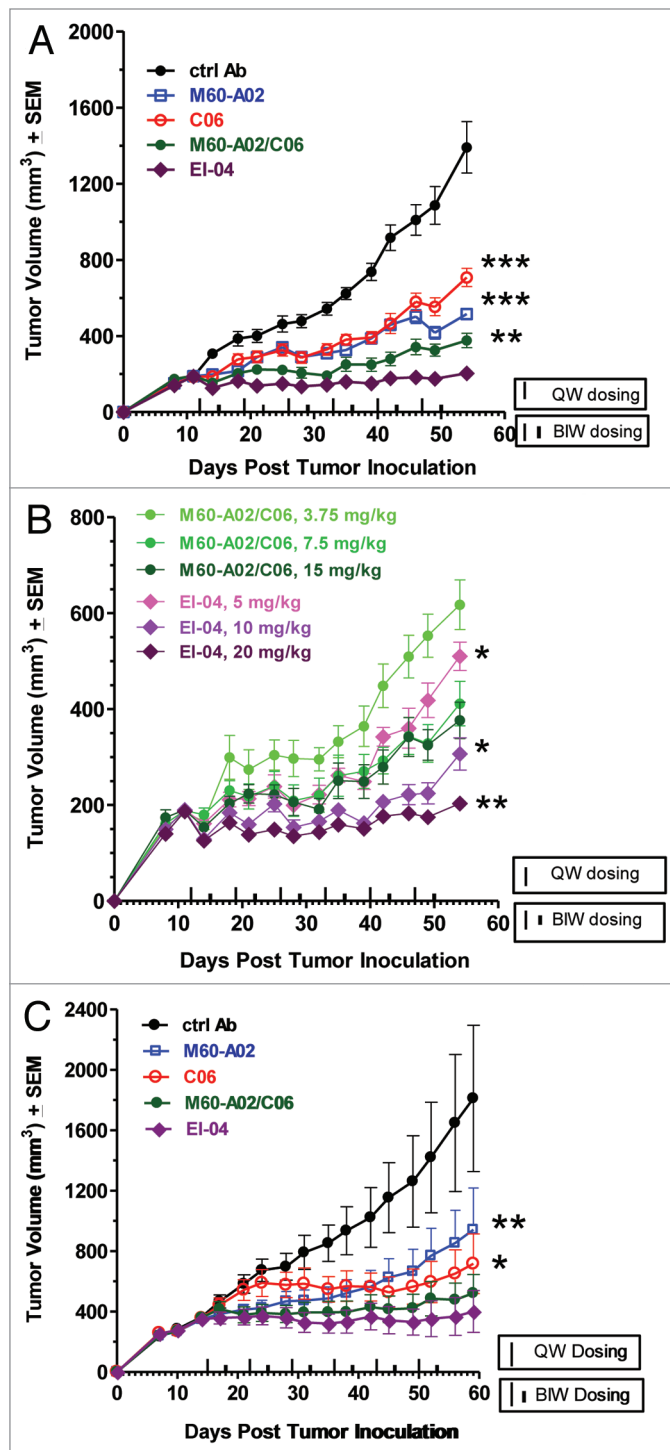 A
Tumor Volume (mm³) ± SEM
2000
1600
1200
800
400
0
ctrl Ab
M60-A02
C06
M60-A02/C06
EI-04
***
***
**
0 10 20 30 40 50 60
QW dosing
BIW dosing
Days Post Tumor Inoculation
B
Tumor Volume (mm³) ± SEM
800
600
400
200
0
M60-A02/C06, 3.75 mg/kg
M60-A02/C06, 7.5 mg/kg
M60-A02/C06, 15 mg/kg
EI-04, 5 mg/kg
EI-04, 10 mg/kg
EI-04, 20 mg/kg
*
*
**
0 10 20 30 40 50 60
QW dosing
BIW dosing
Days Post Tumor Inoculation
C
Tumor Volume (mm³) ± SEM
2400
2000
1600
1200
800
400
0
ctrl Ab
M60-A02
C06
M60-A02/C06
EI-04
**
*
0 10 20 30 40 50 60
QW Dosing
BIW Dosing
Days Post Tumor Inoculation